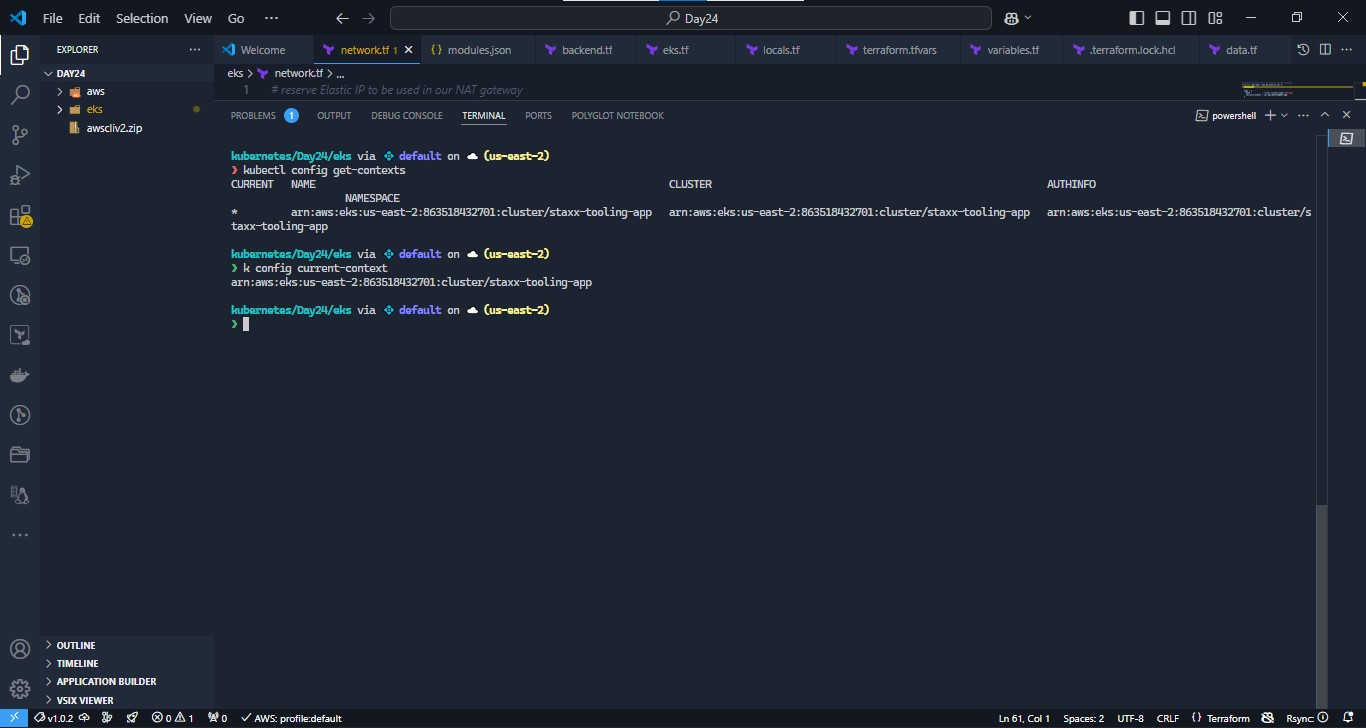 File Edit Selection View Go ··· Day24
EXPLORER ···
Welcome network.tf 1 modules.json backend.tf eks.tf locals.tf terraform.tfvars variables.tf .terraform.lock.hcl data.tf ···
DAY24
aws
eks
awscliv2.zip
eks > network.tf > ...
1 # reserve Elastic IP to be used in our NAT gateway
PROBLEMS 1 OUTPUT DEBUG CONSOLE TERMINAL PORTS POLYGLOT NOTEBOOK powershell
kubernetes/Day24/eks via default on (us-east-2)
❯ kubectl config get-contexts
CURRENT NAME CLUSTER AUTHINFO
NAMESPACE
* arn:aws:eks:us-east-2:863518432701:cluster/staxx-tooling-app arn:aws:eks:us-east-2:863518432701:cluster/staxx-tooling-app arn:aws:eks:us-east-2:863518432701:cluster/s
taxx-tooling-app
kubernetes/Day24/eks via default on (us-east-2)
❯ k config current-context
arn:aws:eks:us-east-2:863518432701:cluster/staxx-tooling-app
kubernetes/Day24/eks via default on (us-east-2)
❯
OUTLINE
TIMELINE
APPLICATION BUILDER
VSIX VIEWER
v1.0.2 0 1 0 AWS: profile:default Ln 61, Col 1 Spaces: 2 UTF-8 CRLF {} Terraform Rsync: